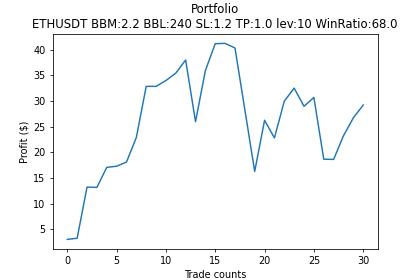 Portfolio
ETHUSDT BBM:2.2 BBL:240 SL:1.2 TP:1.0 lev:10 WinRatio:68.0
40
35
30
25
20
15
10
5
Profit ($)
0 5 10 15 20 25 30
Trade counts